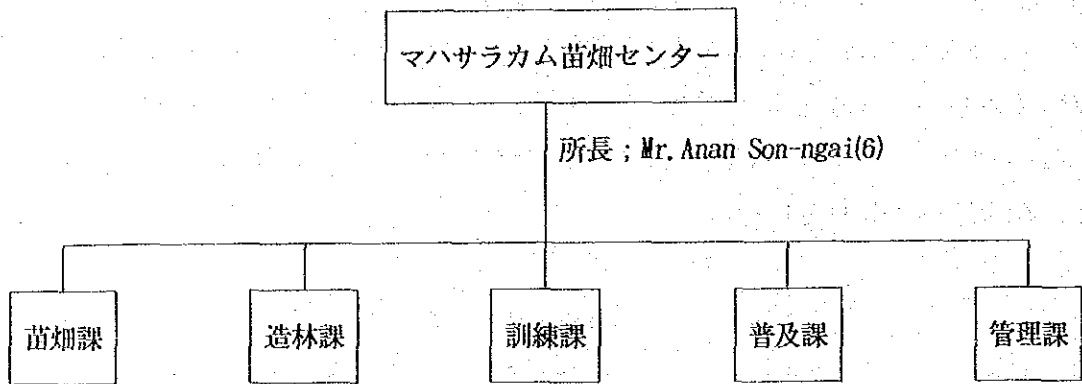 マハサラカム苗畑センター
所長 ; Mr. Anan Son-ngai(6)
苗畑課
造林課
訓練課
普及課
管理課